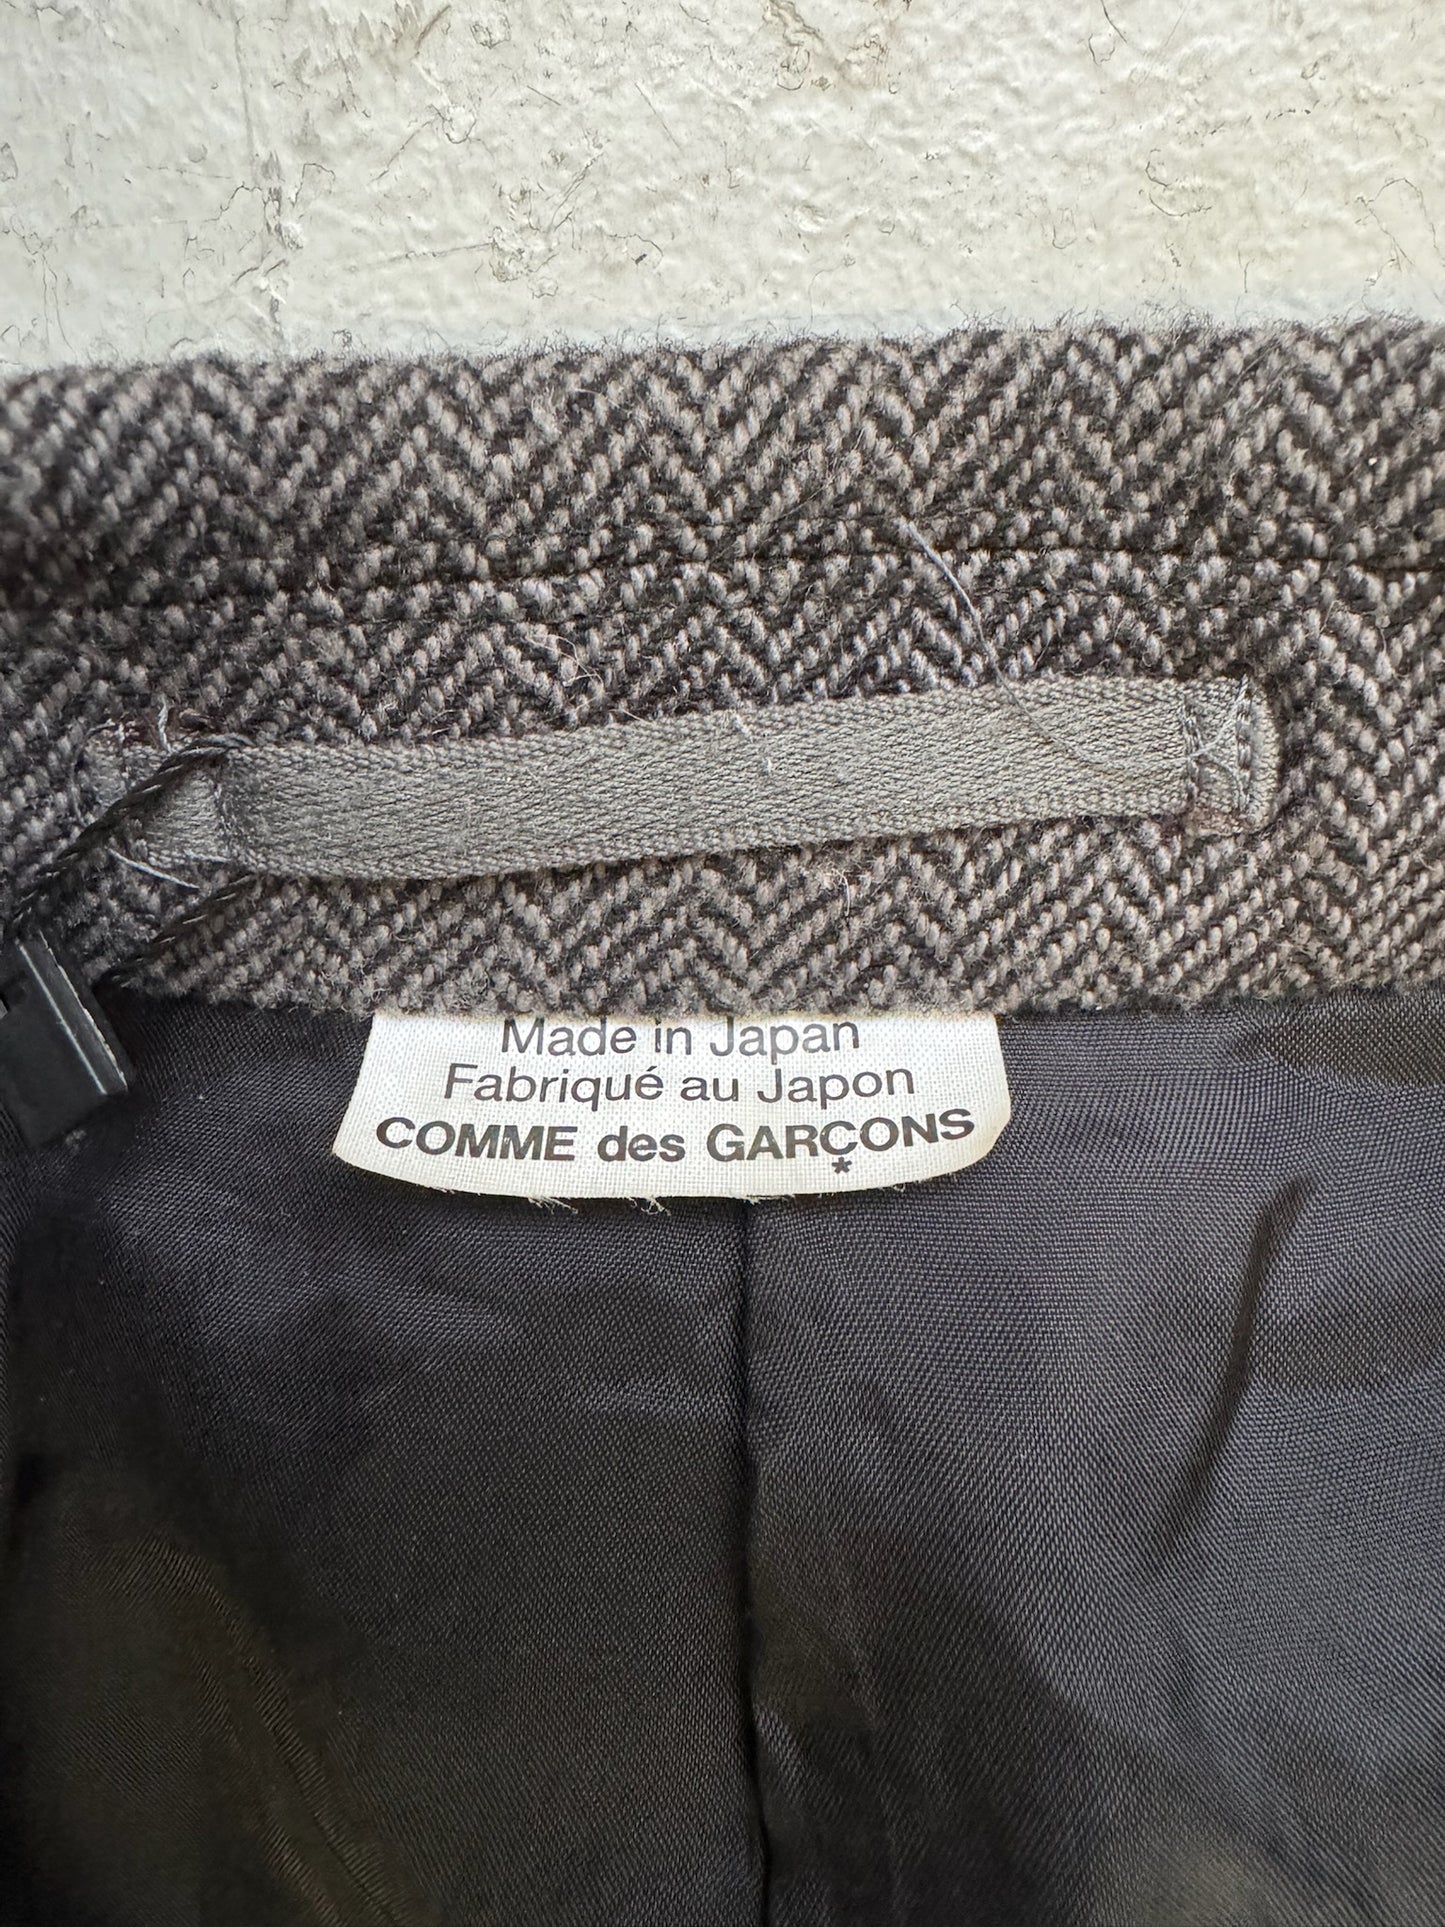 Made in Japan
Fabriqué au Japon
COMME des GARÇONS
*